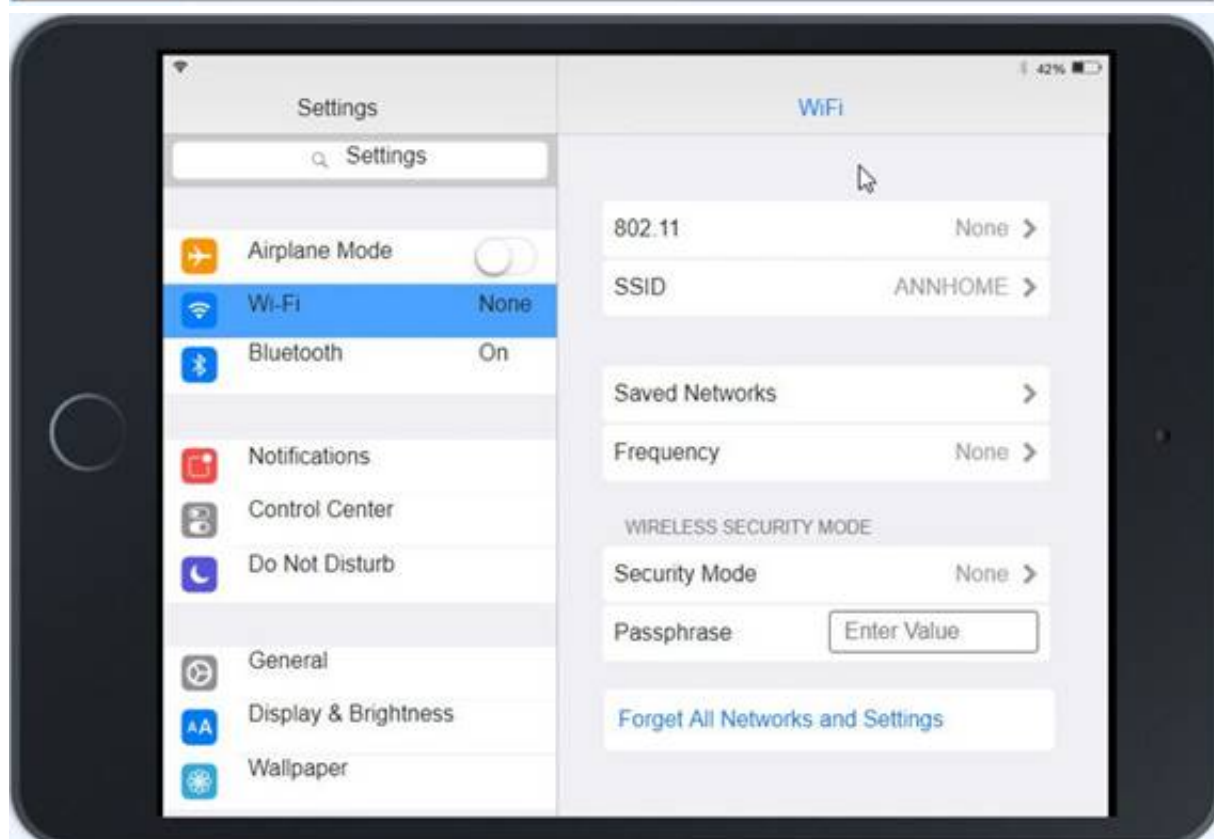 42%
Settings
WiFi
Settings
Airplane Mode
Wi-Fi None
Bluetooth On
Notifications
Control Center
Do Not Disturb
General
AA Display & Brightness
Wallpaper
802.11 None >
SSID ANNHOME >
Saved Networks >
Frequency None >
WIRELESS SECURITY MODE
Security Mode None >
Passphrase Enter Value
Forget All Networks and Settings